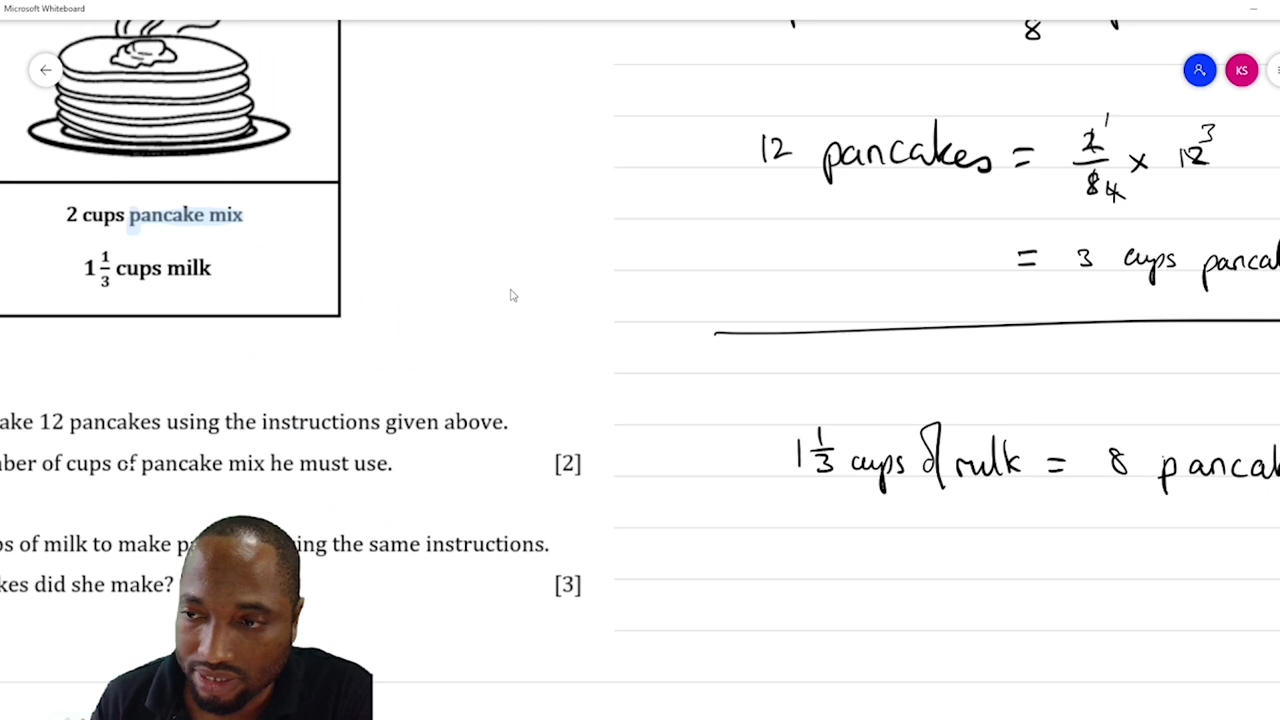 Microsoft Whiteboard
8
KS
2 cups pancake mix
1 1/3 cups milk
12 pancakes = 2/8 1/4 × 12 3
= 3 cups panca
ake 12 pancakes using the instructions given above.
ber of cups of pancake mix he must use. [2]
1 1/3 cups of milk = 8 panca
s of milk to make p ing the same instructions.
kes did she make? [3]